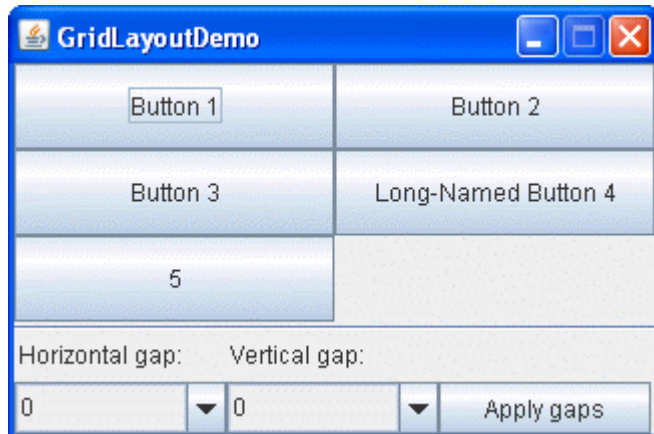 GridLayoutDemo
Button 1
Button 2
Button 3
Long-Named Button 4
5
Horizontal gap:
Vertical gap:
0
0
Apply gaps